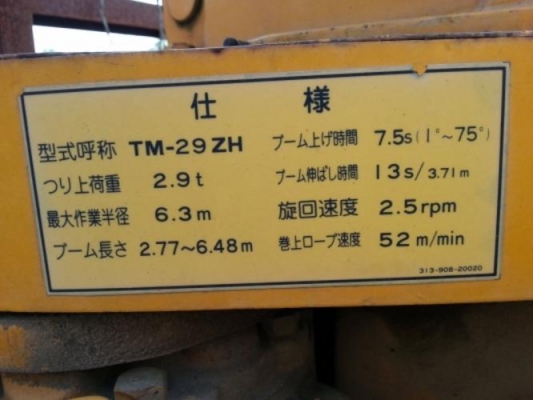 仕様
型式呼称 TM-29ZH
つり上荷重 2.9t
最大作業半径 6.3m
ブーム長さ 2.77～6.48m
ブーム上げ時間 7.5s(1°～75°)
ブーム伸ばし時間 13s/3.71m
旋回速度 2.5rpm
巻上ロープ速度 52m/min
313-908-20020